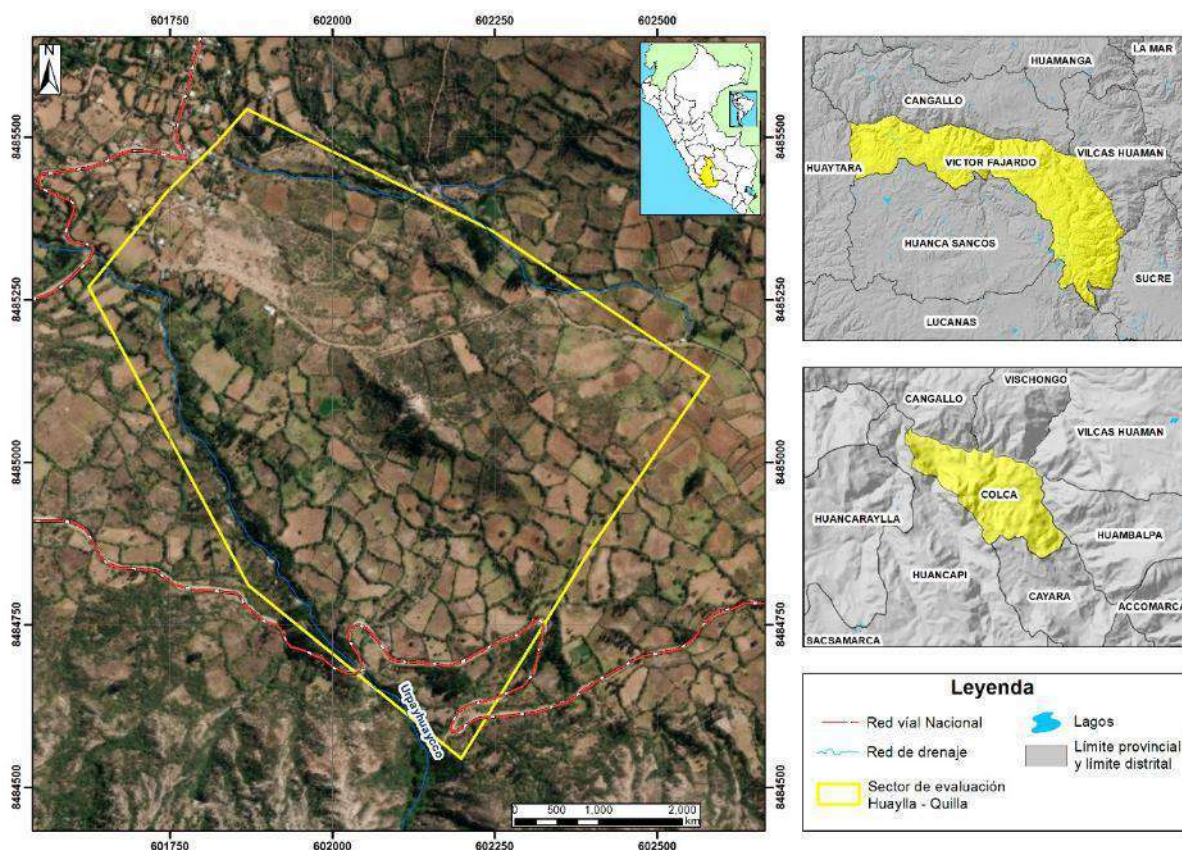 601750 602000 602250 602500
N
8485500
8485250
8485000
8484750
8484500
8485500
8485250
8485000
8484750
8484500
Urpayhuaycco
0 500 1,000 2,000
km
601750 602000 602250 602500
LA MAR
HUAMANGA
CANGALLO
VILCAS HUAMAN
HUAYTARA
VICTOR FAJARDO
HUANCA SANCOS
SUCRE
LUCANAS
VISCHONGO
CANGALLO
VILCAS HUAMAN
COLCA
HUANCARAYLLA
HUAMBALPA
HUANCAPI
CAYARA
ACCOMARCA
SACSAMARCA
Leyenda
Red víal Nacional
Lagos
Red de drenaje
Límite provincial
y límite distrital
Sector de evaluación
Huaylla - Quilla